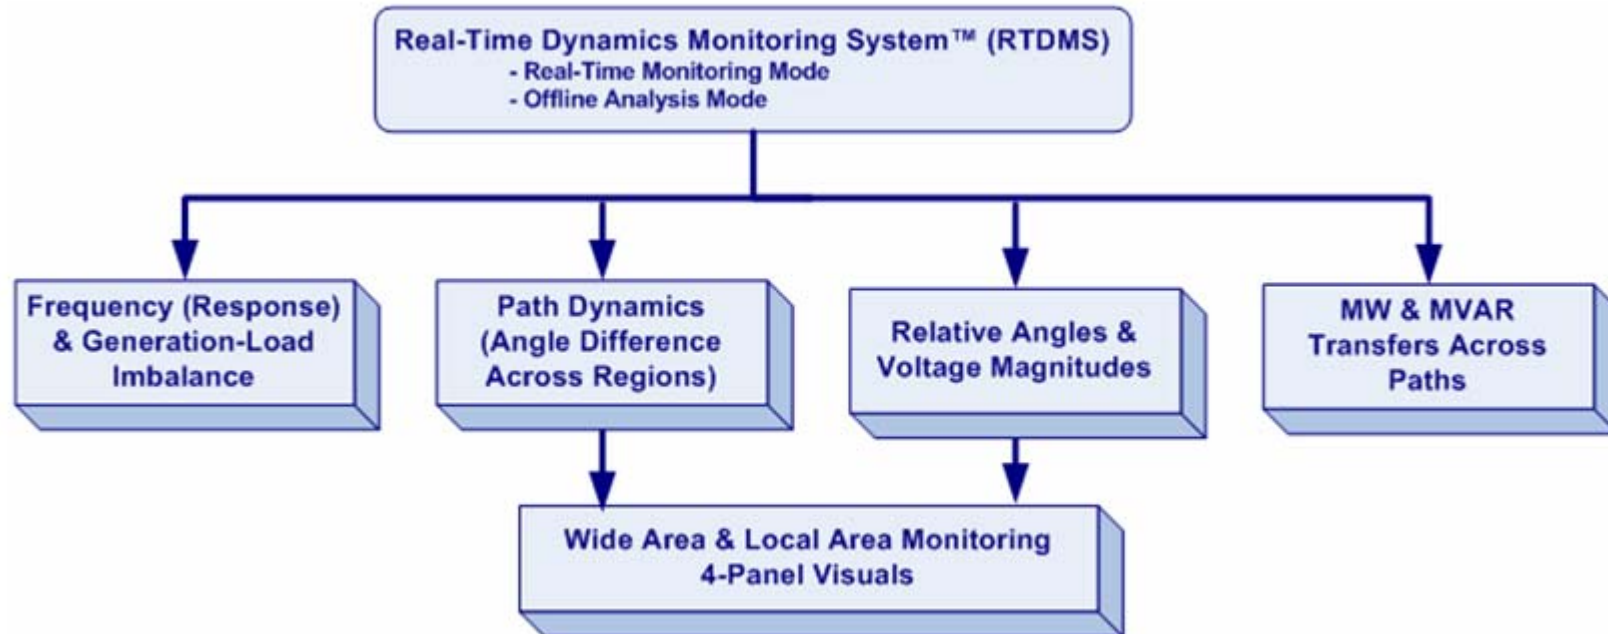 Real-Time Dynamics Monitoring System™ (RTDMS)
- Real-Time Monitoring Mode
- Offline Analysis Mode
Frequency (Response)
& Generation-Load
Imbalance
Path Dynamics
(Angle Difference
Across Regions)
Relative Angles &
Voltage Magnitudes
MW & MVAR
Transfers Across
Paths
Wide Area & Local Area Monitoring
4-Panel Visuals